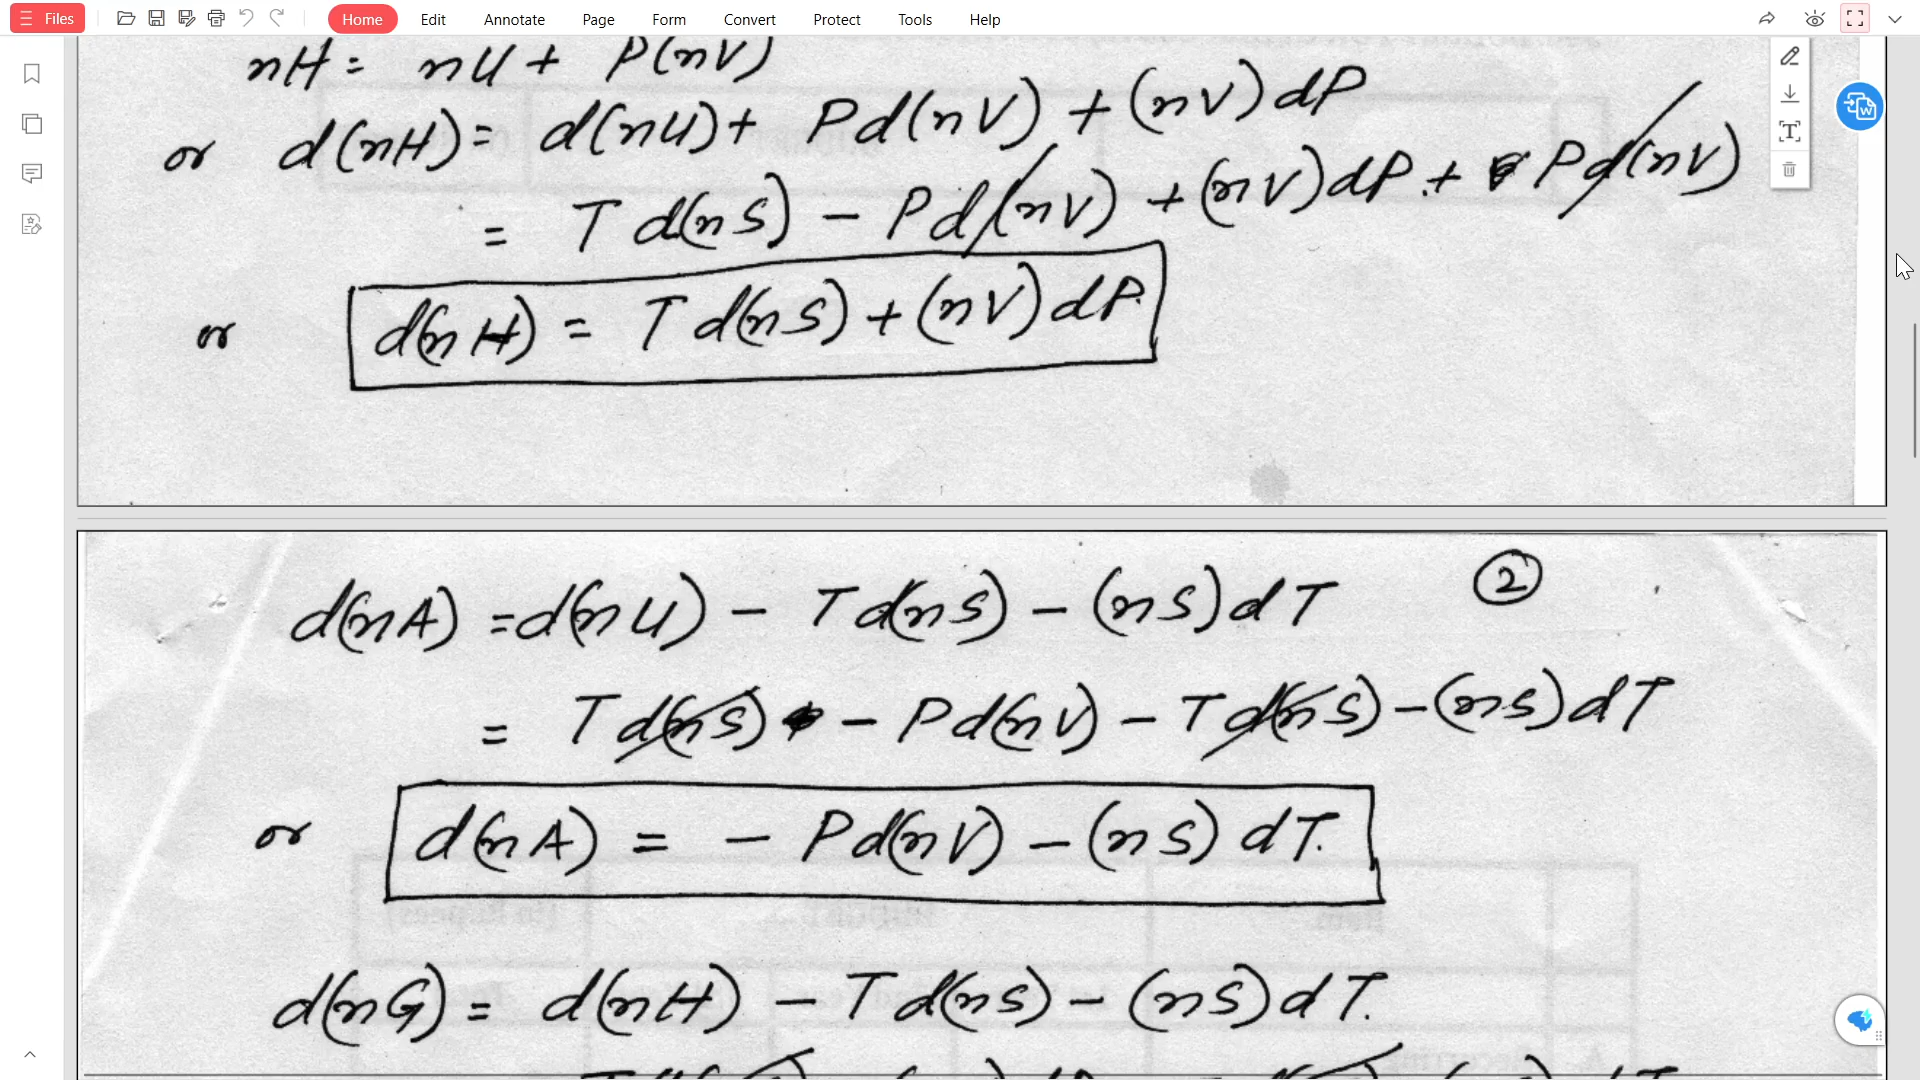 Files Home Edit Annotate Page Form Convert Protect Tools Help
nH = nU + P(nV)
or d(nH) = d(nU) + Pd(nV) + (nV)dP
= Td(nS) - Pd(nV) + (nV)dP + Pd(nV)
or d(nH) = Td(nS) + (nV)dP.
d(nA) = d(nU) - Td(nS) - (nS)dT ②
= Td(nS) - Pd(nV) - Td(nS) - (nS)dT
or d(nA) = - Pd(nV) - (nS)dT.
d(nG) = d(nH) - Td(nS) - (nS)dT.